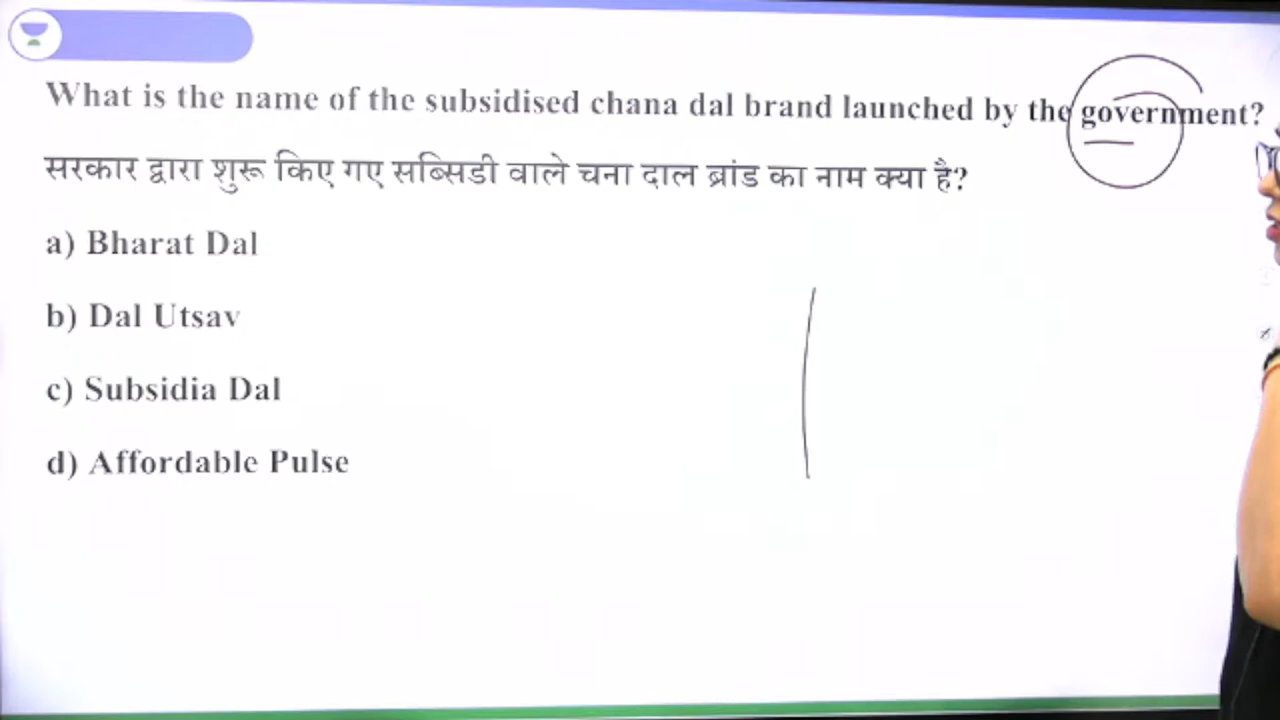 What is the name of the subsidised chana dal brand launched by the government?
सरकार द्वारा शुरू किए गए सब्सिडी वाले चना दाल ब्रांड का नाम क्या है?
a) Bharat Dal
b) Dal Utsav
c) Subsidia Dal
d) Affordable Pulse